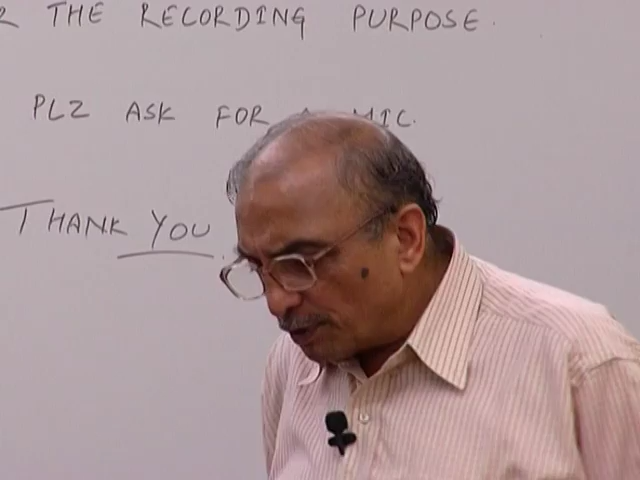 R THE RECORDING PURPOSE.
PLZ ASK FOR A MIC.
THANK YOU.